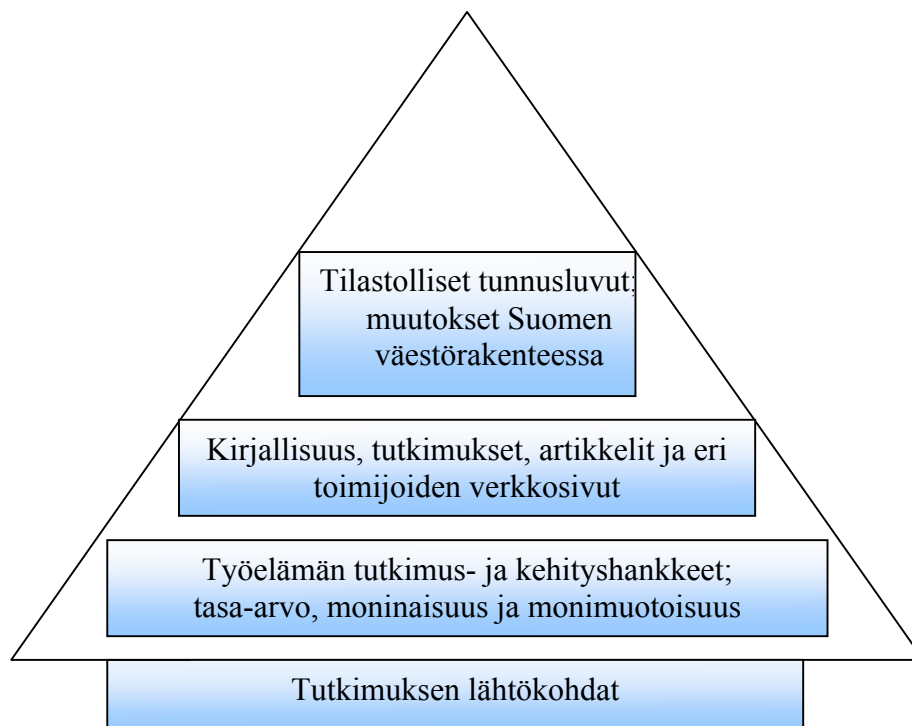 Tilastolliset tunnusluvut;
muutokset Suomen
väestörakenteessa
Kirjallisuus, tutkimukset, artikkelit ja eri
toimijoiden verkkosivut
Työelämän tutkimus- ja kehityshankkeet;
tasa-arvo, moninaisuus ja monimuotoisuus
Tutkimuksen lähtökohdat